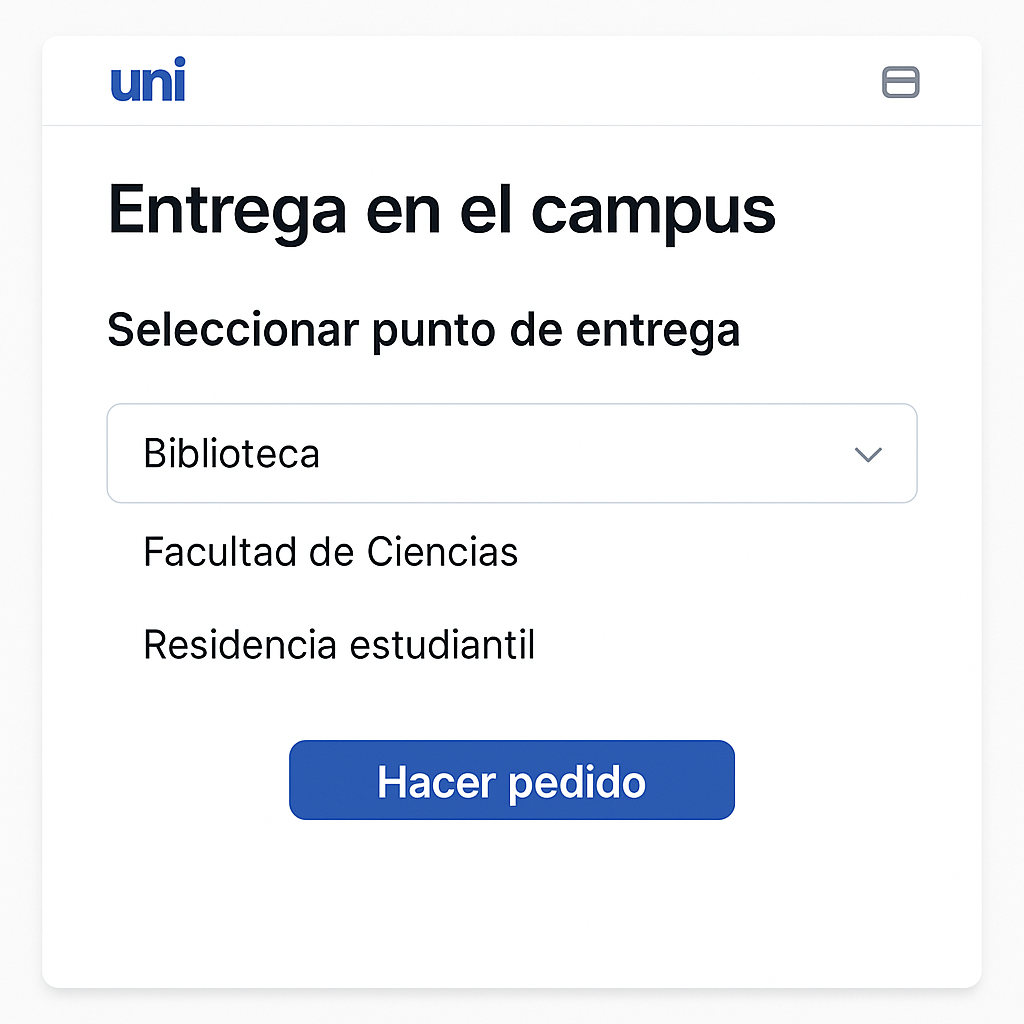 uni
Entrega en el campus
Seleccionar punto de entrega
Biblioteca
Facultad de Ciencias
Residencia estudiantil
Hacer pedido